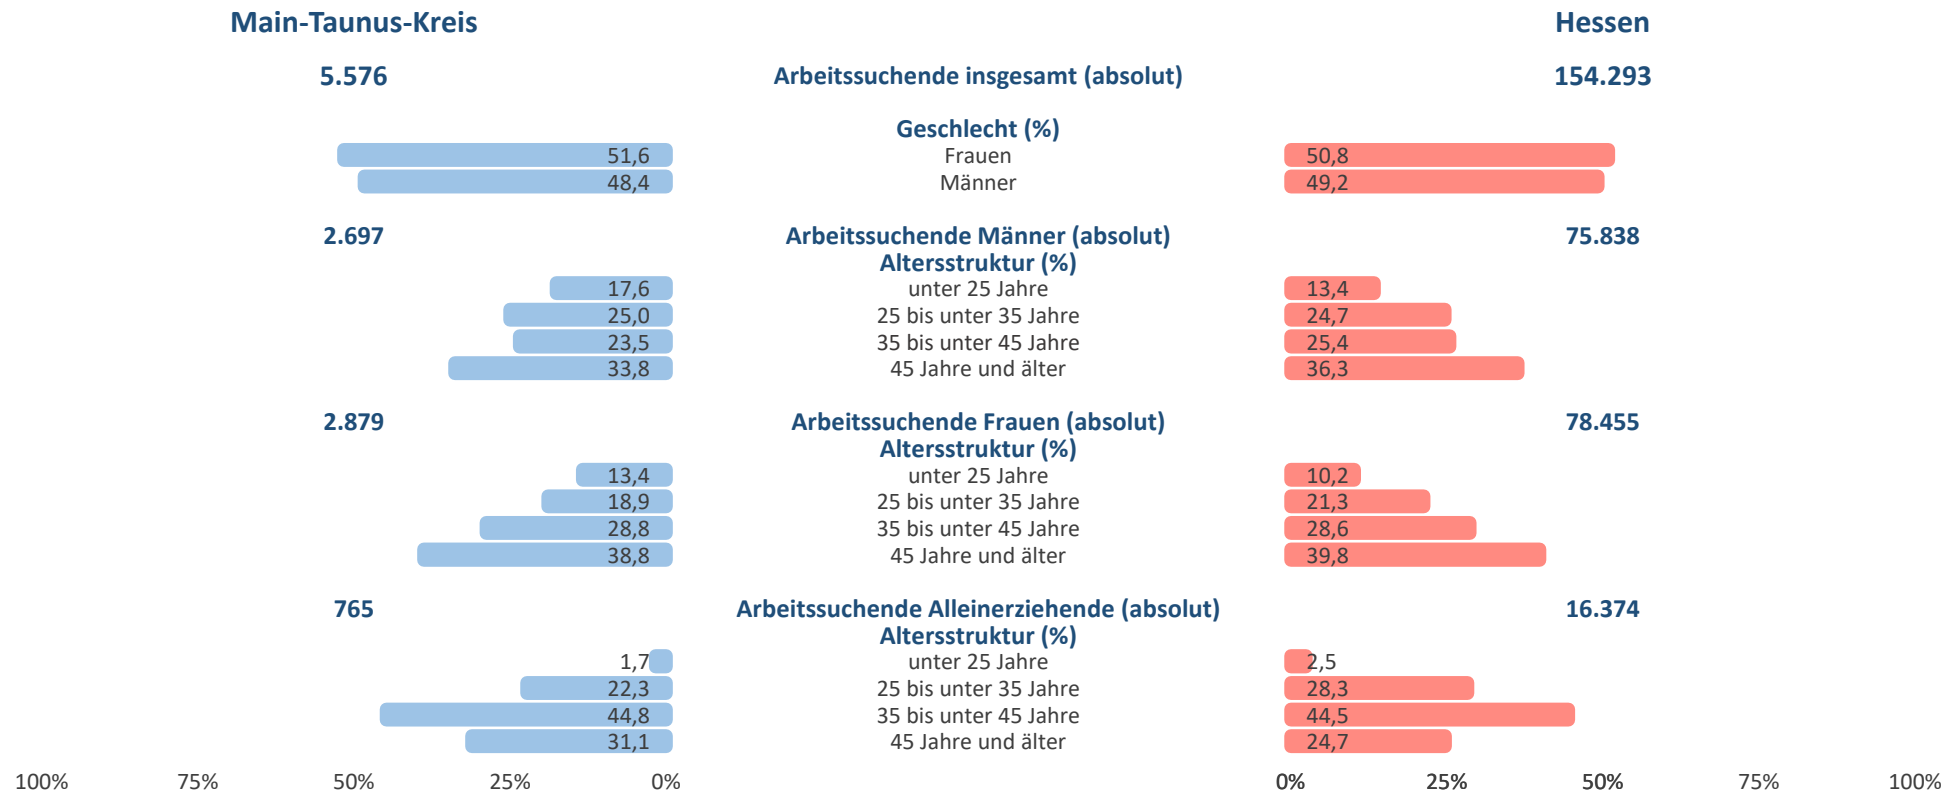 Main-Taunus-Kreis Hessen
5.576 Arbeitssuchende insgesamt (absolut) 154.293
Geschlecht (%)
51,6 Frauen 50,8
48,4 Männer 49,2
2.697 Arbeitssuchende Männer (absolut) 75.838
Altersstruktur (%)
17,6 unter 25 Jahre 13,4
25,0 25 bis unter 35 Jahre 24,7
23,5 35 bis unter 45 Jahre 25,4
33,8 45 Jahre und älter 36,3
2.879 Arbeitssuchende Frauen (absolut) 78.455
Altersstruktur (%)
13,4 unter 25 Jahre 10,2
18,9 25 bis unter 35 Jahre 21,3
28,8 35 bis unter 45 Jahre 28,6
38,8 45 Jahre und älter 39,8
765 Arbeitssuchende Alleinerziehende (absolut) 16.374
Altersstruktur (%)
1,7 unter 25 Jahre 2,5
22,3 25 bis unter 35 Jahre 28,3
44,8 35 bis unter 45 Jahre 44,5
31,1 45 Jahre und älter 24,7
100% 75% 50% 25% 0% 0% 25% 50% 75% 100%